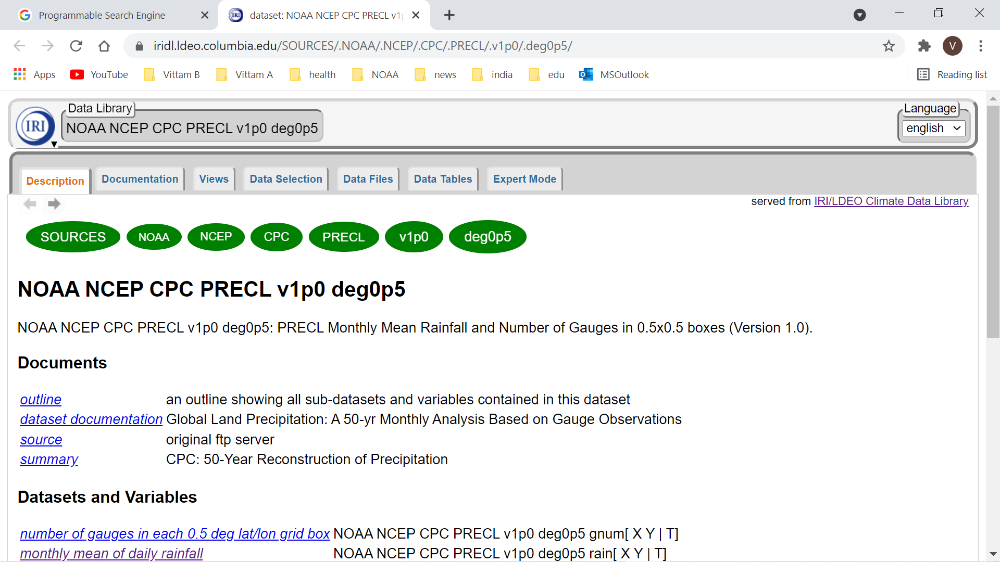 Programmable Search Engine
dataset: NOAA NCEP CPC PRECL v1p
iridl.ldeo.columbia.edu/SOURCES/.NOAA/.NCEP/.CPC/.PRECL/.v1p0/.deg0p5/
V
Apps YouTube Vittam B Vittam A health NOAA news india edu MSOutlook Reading list
IRI
Data Library
NOAA NCEP CPC PRECL v1p0 deg0p5
Language
english
Description Documentation Views Data Selection Data Files Data Tables Expert Mode
served from IRI/LDEO Climate Data Library
SOURCES NOAA NCEP CPC PRECL v1p0 deg0p5
NOAA NCEP CPC PRECL v1p0 deg0p5
NOAA NCEP CPC PRECL v1p0 deg0p5: PRECL Monthly Mean Rainfall and Number of Gauges in 0.5x0.5 boxes (Version 1.0).
Documents
outline an outline showing all sub-datasets and variables contained in this dataset
dataset documentation Global Land Precipitation: A 50-yr Monthly Analysis Based on Gauge Observations
source original ftp server
summary CPC: 50-Year Reconstruction of Precipitation
Datasets and Variables
number of gauges in each 0.5 deg lat/lon grid box NOAA NCEP CPC PRECL v1p0 deg0p5 gnum[ X Y | T]
monthly mean of daily rainfall NOAA NCEP CPC PRECL v1p0 deg0p5 rain[ X Y | T]